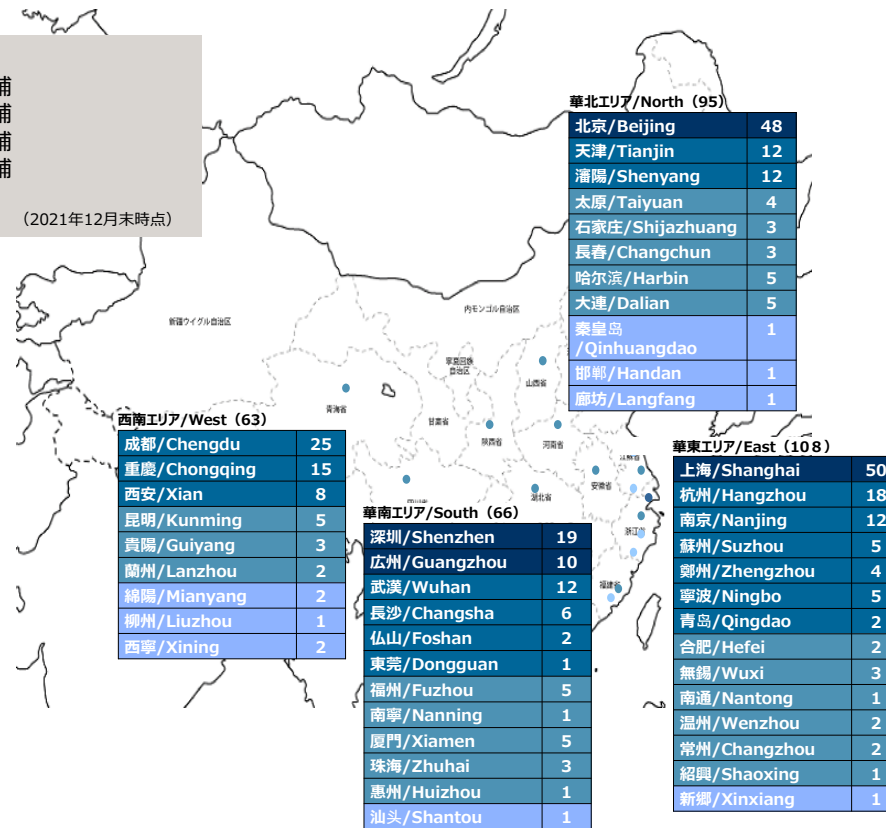 舗
舗
舗
舗
（2021年12月末時点）
華北エリア/North（95）
北京/Beijing 48
天津/Tianjin 12
瀋陽/Shenyang 12
太原/Taiyuan 4
石家庄/Shijazhuang 3
長春/Changchun 3
哈尔滨/Harbin 5
大連/Dalian 5
秦皇岛
/Qinhuangdao 1
邯郸/Handan 1
廊坊/Langfang 1
新疆ウイグル自治区
内モンゴル自治区
寧夏回族
自治区
山西省
青海省
甘粛省
陝西省
河南省
江蘇省
安徽省
湖北省
浙江省
福建省
西南エリア/West（63）
成都/Chengdu 25
重慶/Chongqing 15
西安/Xian 8
昆明/Kunming 5
貴陽/Guiyang 3
蘭州/Lanzhou 2
綿陽/Mianyang 2
柳州/Liuzhou 1
西寧/Xining 2
華南エリア/South（66）
深圳/Shenzhen 19
広州/Guangzhou 10
武漢/Wuhan 12
長沙/Changsha 6
仏山/Foshan 2
東莞/Dongguan 1
福州/Fuzhou 5
南寧/Nanning 1
厦門/Xiamen 5
珠海/Zhuhai 3
惠州/Huizhou 1
汕头/Shantou 1
華東エリア/East（10８）
上海/Shanghai 50
杭州/Hangzhou 18
南京/Nanjing 12
蘇州/Suzhou 5
鄭州/Zhengzhou 4
寧波/Ningbo 5
青岛/Qingdao 2
合肥/Hefei 2
無錫/Wuxi 3
南通/Nantong 1
温州/Wenzhou 2
常州/Changzhou 2
紹興/Shaoxing 1
新郷/Xinxiang 1